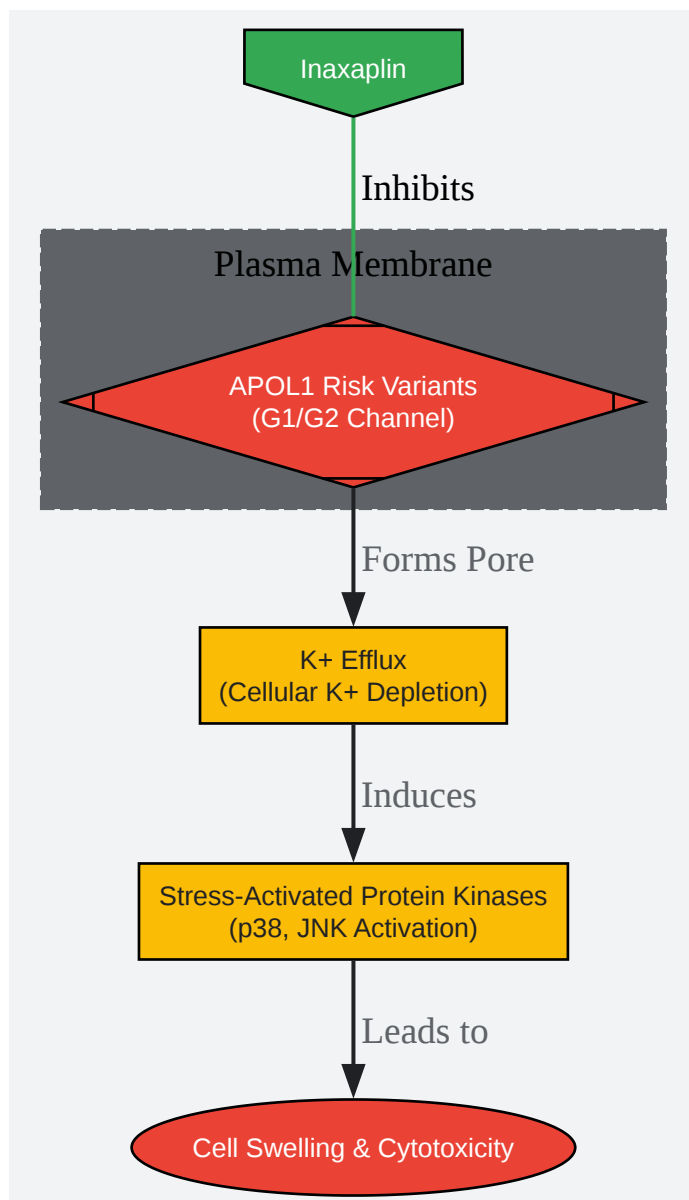 Inaxaplin
Inhibits
Plasma Membrane
APOL1 Risk Variants
(G1/G2 Channel)
Forms Pore
K+ Efflux
(Cellular K+ Depletion)
Induces
Stress-Activated Protein Kinases
(p38, JNK Activation)
Leads to
Cell Swelling & Cytotoxicity